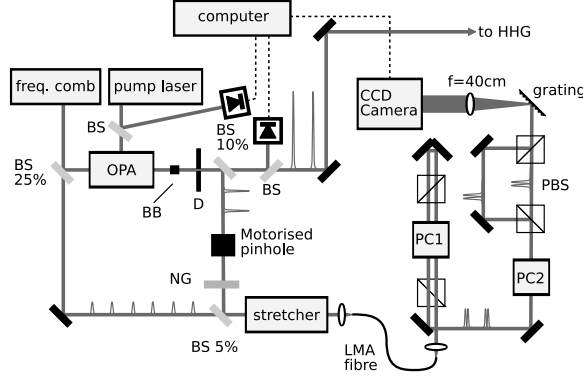 computer
to HHG
freq. comb
pump laser
CCD
Camera
f=40cm
grating
BS
BS
10%
BS
25%
OPA
BB
D
BS
PBS
Motorised
pinhole
PC1
NG
PC2
stretcher
BS 5%
LMA
fibre